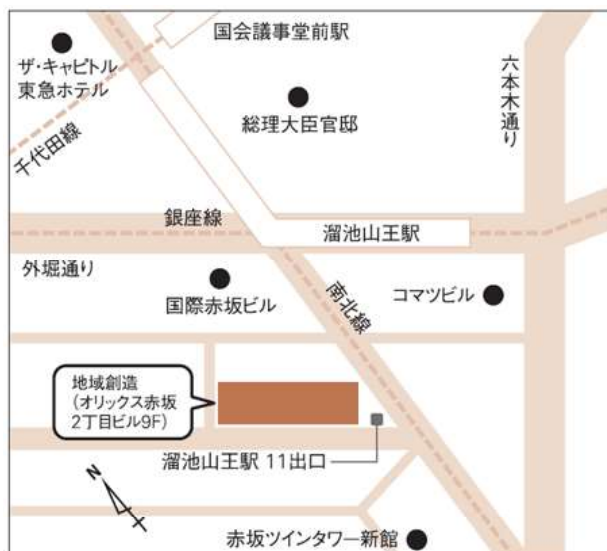 国会議事堂前駅
ザ・キャピトル
東急ホテル
総理大臣官邸
六本木通り
千代田線
銀座線
溜池山王駅
外堀通り
国際赤坂ビル
南北線
コマツビル
地域創造
(オリックス赤坂
2丁目ビル9F)
溜池山王駅 11出口
N
赤坂ツインタワー新館